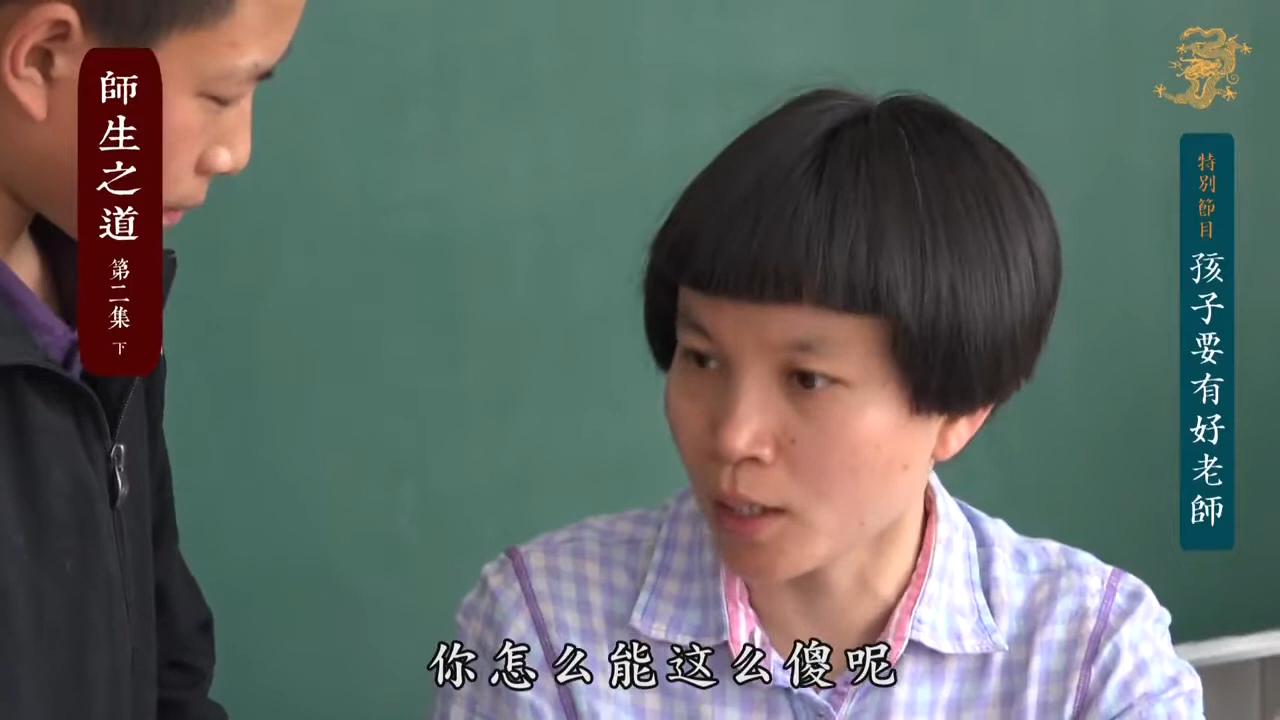 師生之道
第二集 下
特別節目
孩子要有好老師
你怎么能这么傻呢